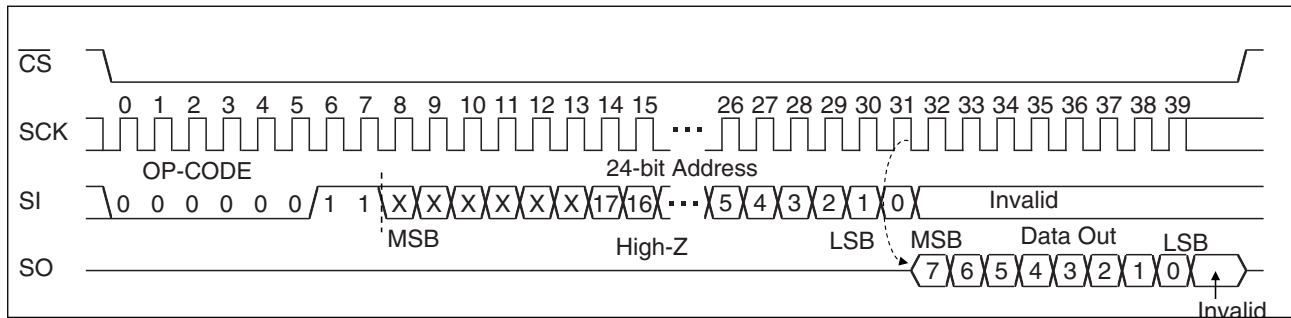 CS
0 1 2 3 4 5 6 7 8 9 10 11 12 13 14 15 26 27 28 29 30 31 32 33 34 35 36 37 38 39
SCK ...
OP-CODE 24-bit Address
SI 0 0 0 0 0 0 1 1 X X X X X X 17 16 ... 5 4 3 2 1 0 Invalid
MSB High-Z LSB MSB Data Out LSB
SO 7 6 5 4 3 2 1 0
Invalid